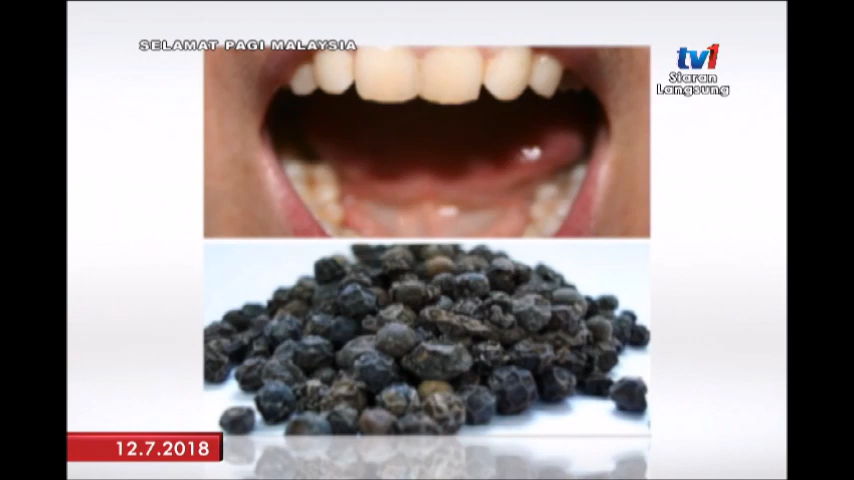 SELAMAT PAGI MALAYSIA
tv1
Siaran
Langsung
12.7.2018